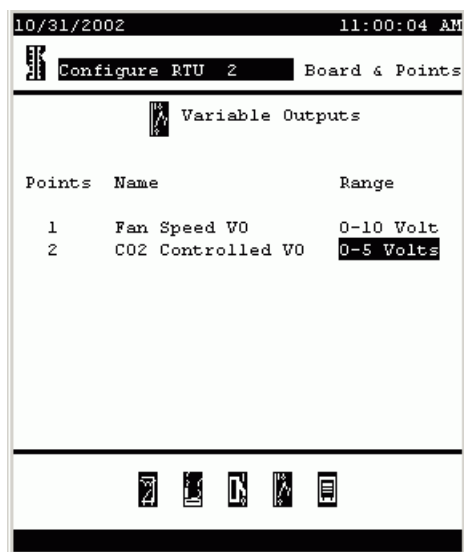 10/31/2002 11:00:04 AM
Configure RTU 2 Board & Points
Variable Outputs
Points Name Range
1 Fan Speed VO 0-10 Volt
2 CO2 Controlled VO 0-5 Volts